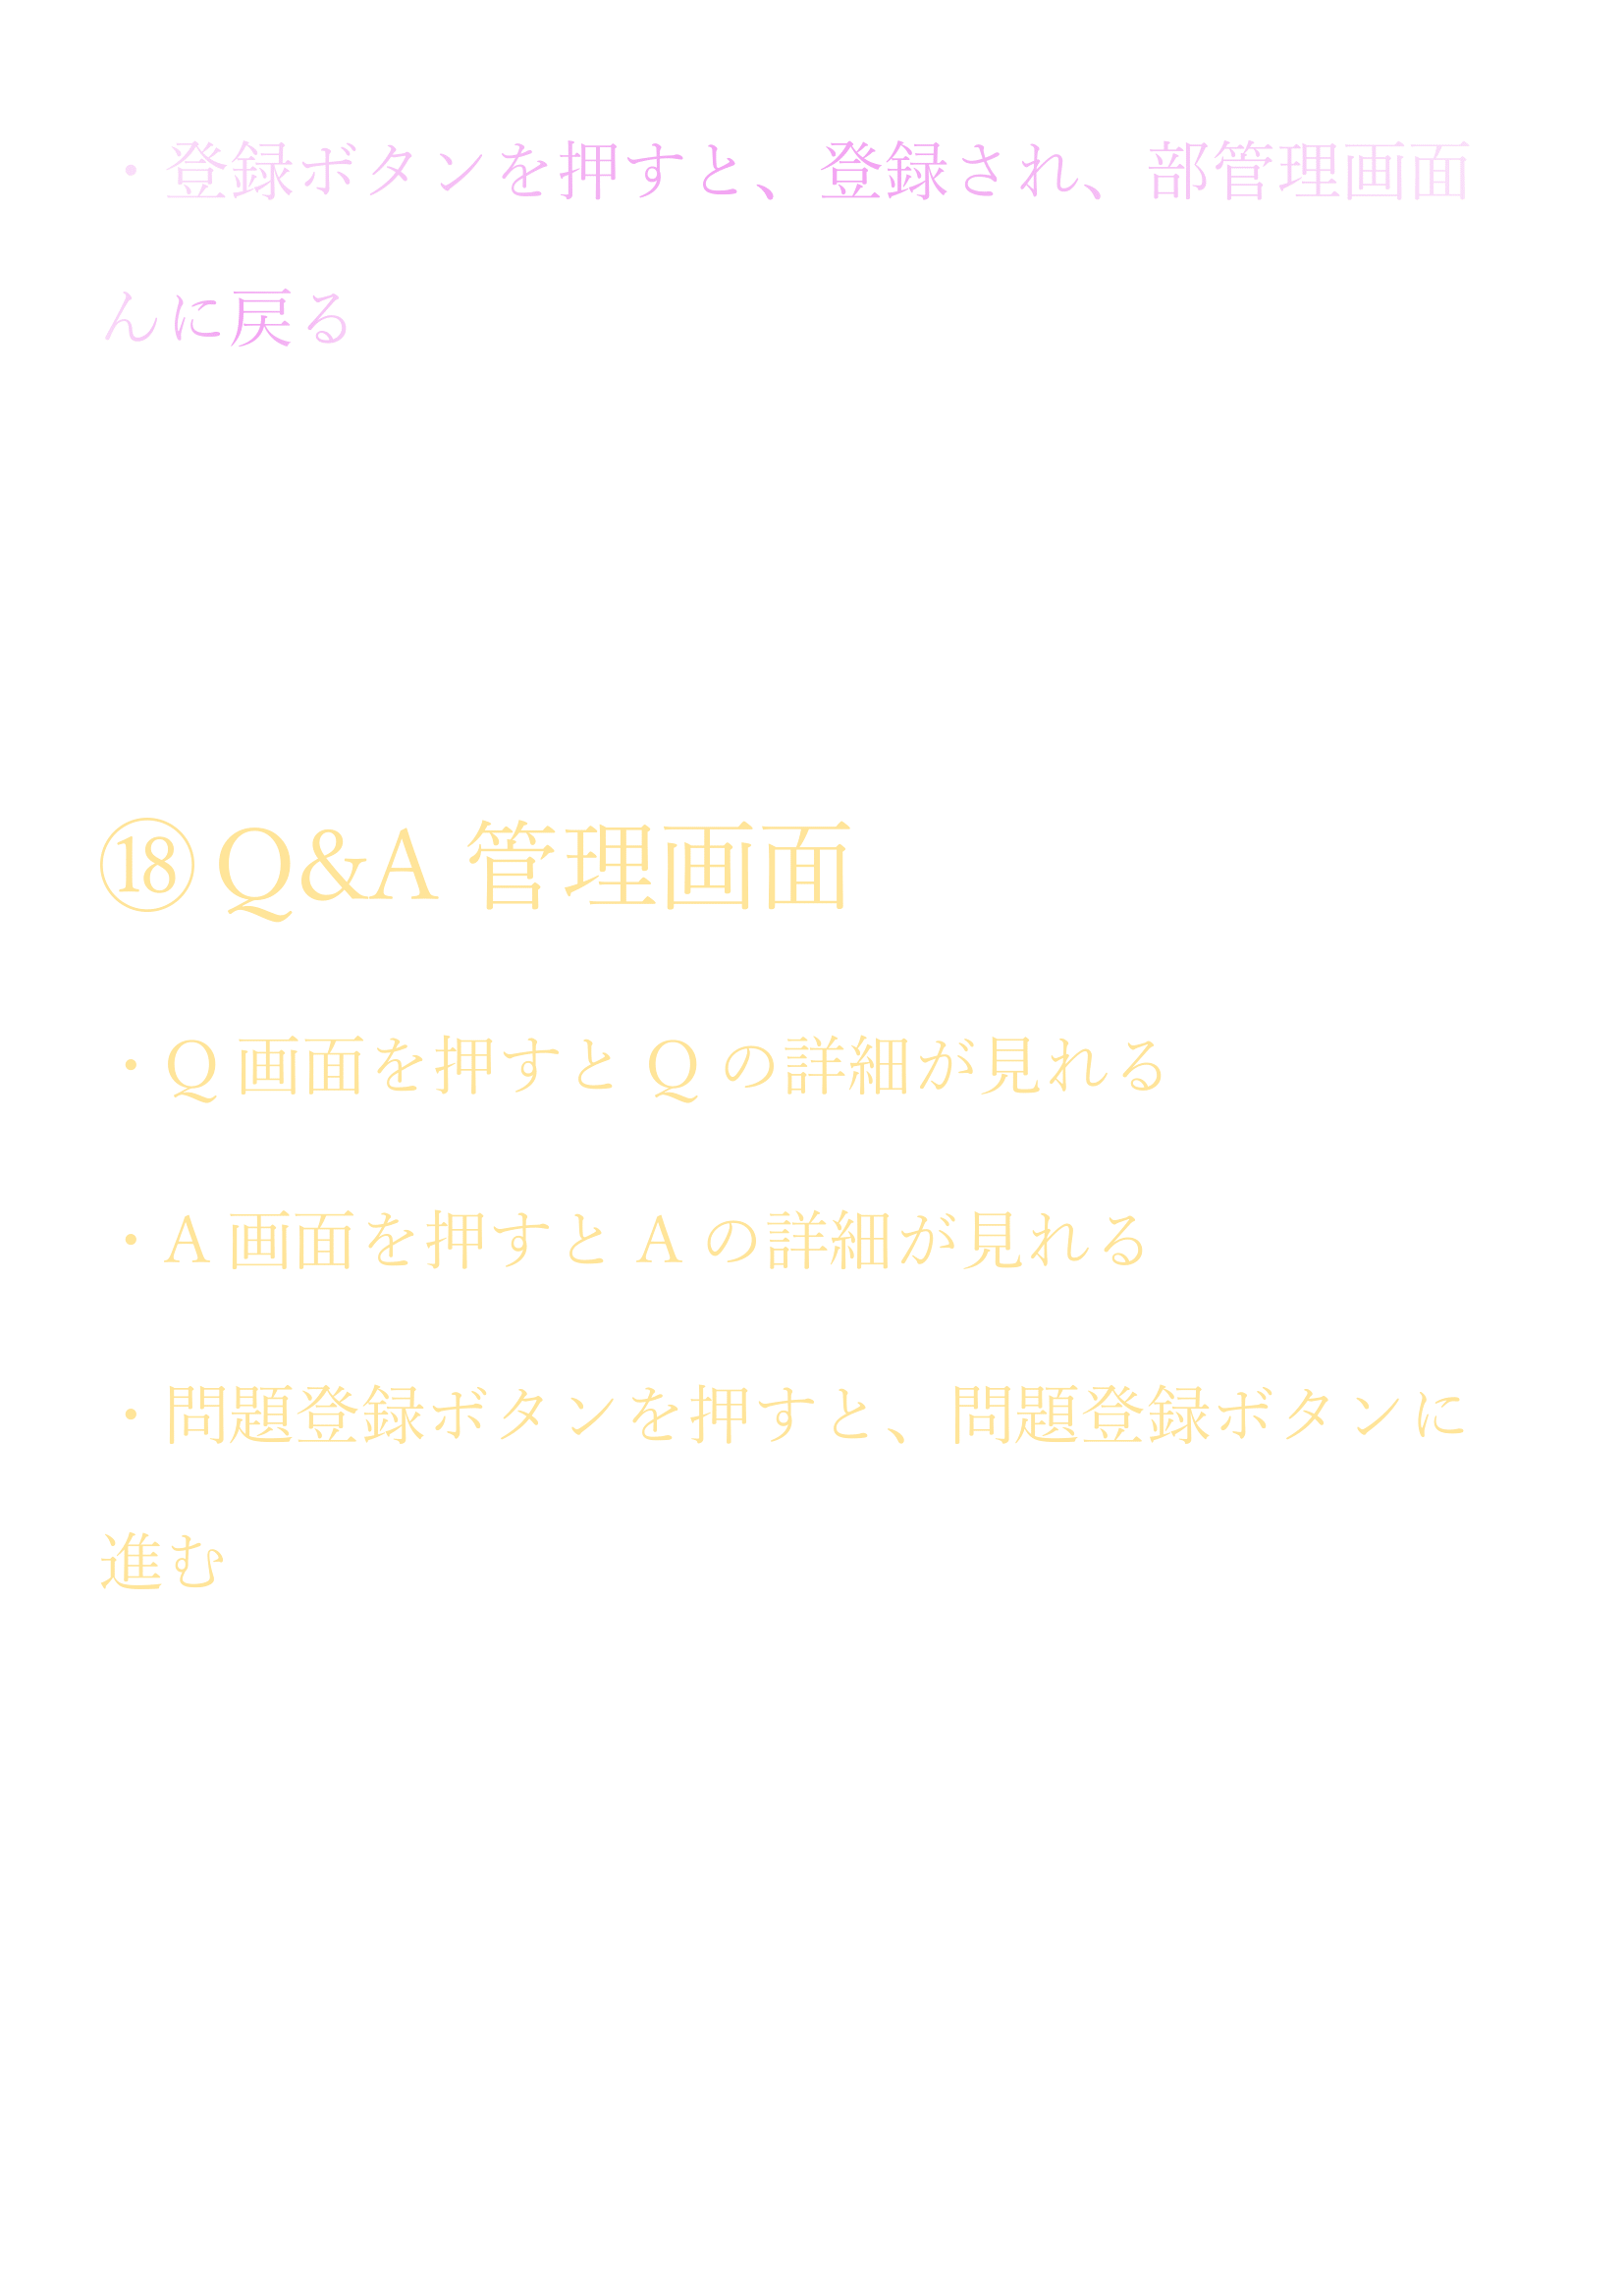 ・登録ボタンを押すと、登録され、部管理画面
んに戻る
⑱ Q&A 管理画面
・Q 画面を押すと Q の詳細が見れる
・A 画面を押すと A の詳細が見れる
・問題登録ボタンを押すと、問題登録ボタンに
進む